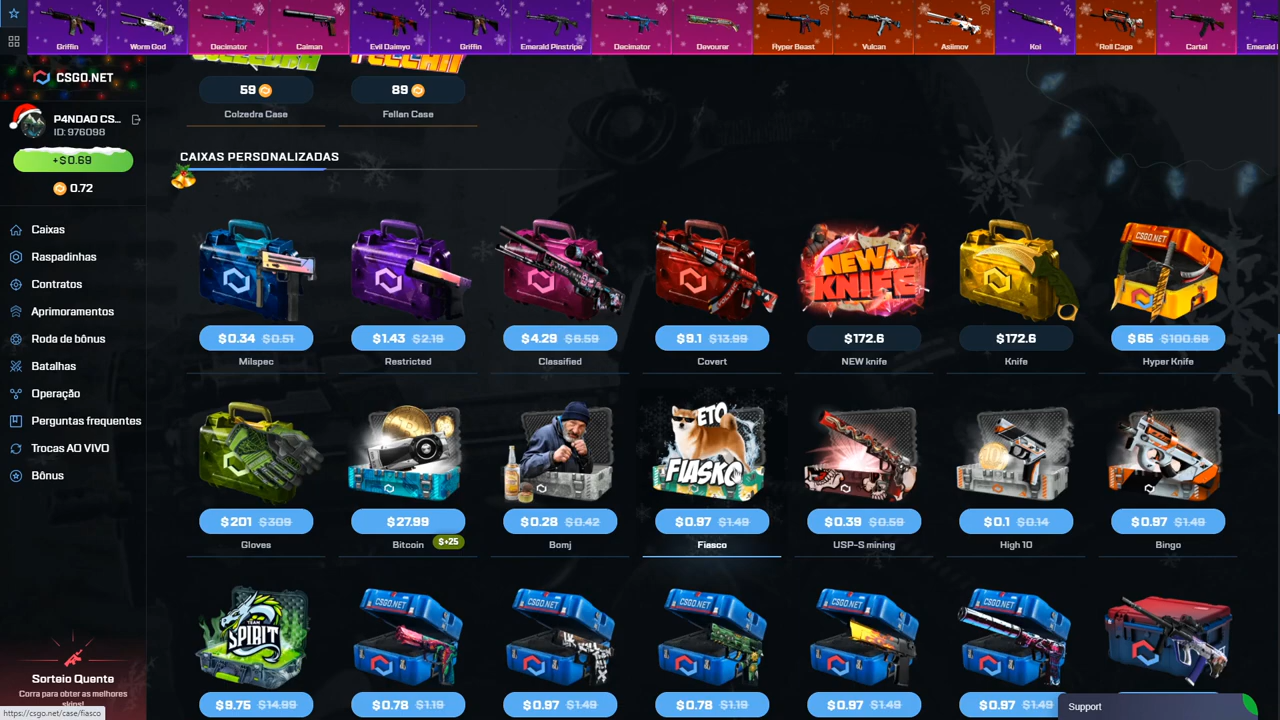 Griffin
Worm God
Decimator
Caiman
Evil Daimyo
Griffin
Emerald Pinstripe
Decimator
Devourer
Hyper Beast
Vulcan
Asiimov
Koi
Roll Cage
Cartel
Emerald
CSGO.NET
P4NDAO CS...
ID: 976098
+$0.69
0.72
Caixas
Raspadinhas
Contratos
Aprimoramentos
Roda de bônus
Batalhas
Operação
Perguntas frequentes
Trocas AO VIVO
Bônus
Sorteio Quente
Corra para obter as melhores
skins!
https://csgo.net/case/fiasco
59
89
Colzedra Case
Fellan Case
CAIXAS PERSONALIZADAS
NEW
KNIFE
CSGO.NET
$0.34 $0.51
$1.43 $2.19
$4.29 $6.59
$9.1 $13.99
$172.6
$172.6
$65 $100.68
Milspec
Restricted
Classified
Covert
NEW knife
Knife
Hyper Knife
ETO
FIASKO
$201 $309
$27.99
$0.28 $0.42
$0.97 $1.49
$0.39 $0.59
$0.1 $0.14
$0.97 $1.49
Gloves
Bitcoin
$+25
Bomj
Fiasco
USP-S mining
High 10
Bingo
TEAM
SPIRIT
CSGO.NET
CSGO.NET
CSGO.NET
CSGO.NET
CSGO.NET
$9.75 $14.99
$0.78 $1.19
$0.97 $1.49
$0.78 $1.19
$0.97 $1.49
$0.97 $1.49
Support